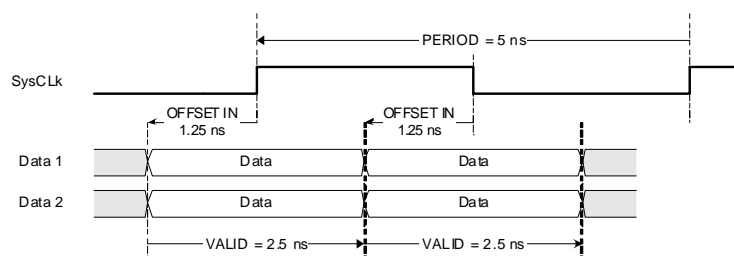 PERIOD = 5 ns
SysCLk
OFFSET IN 1.25 ns
OFFSET IN 1.25 ns
Data 1 Data Data
Data 2 Data Data
VALID = 2.5 ns VALID = 2.5 ns